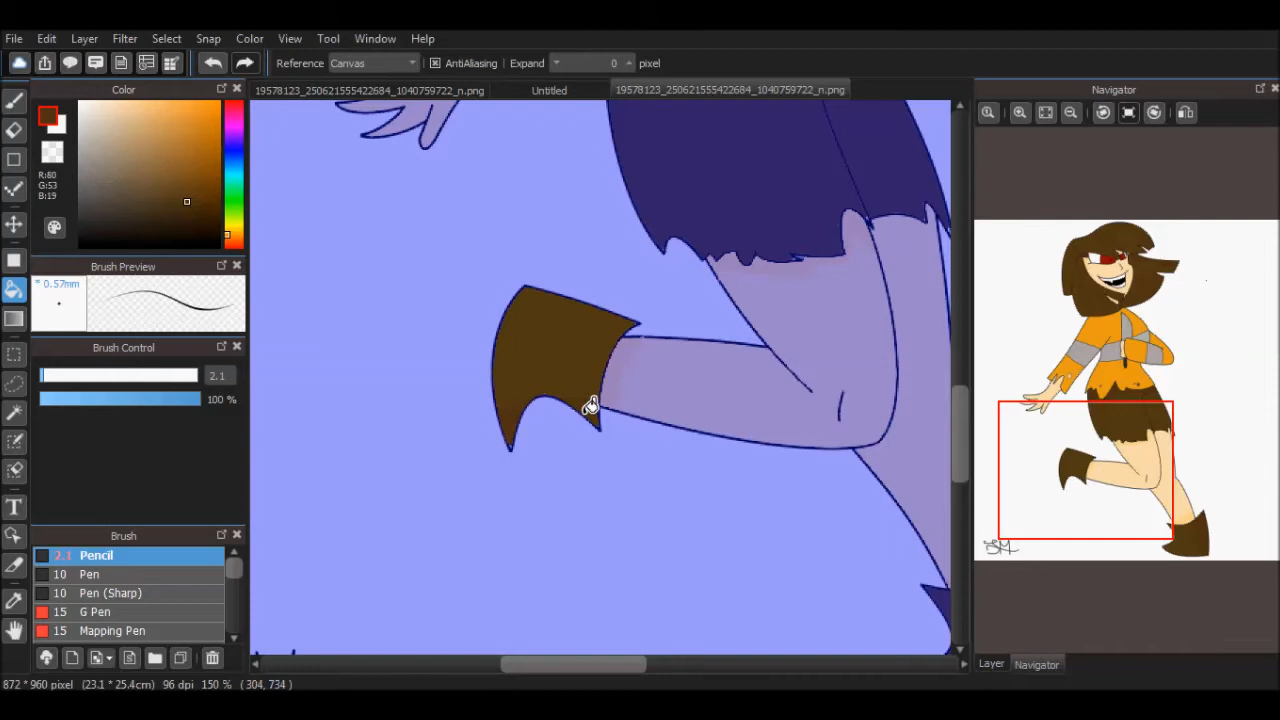 File Edit Layer Filter Select Snap Color View Tool Window Help
Reference Canvas AntiAliasing Expand 0 pixel
Color
19578123_250621555422684_1040759722_n.png Untitled 19578123_250621555422684_1040759722_n.png
Navigator
R:80
G:53
B:19
Brush Preview
* 0.57mm
Brush Control
2.1
100 %
Brush
2.1 Pencil
10 Pen
10 Pen (Sharp)
15 G Pen
15 Mapping Pen
Layer Navigator
872 * 960 pixel (23.1 * 25.4cm) 96 dpi 150 % ( 304, 734 )